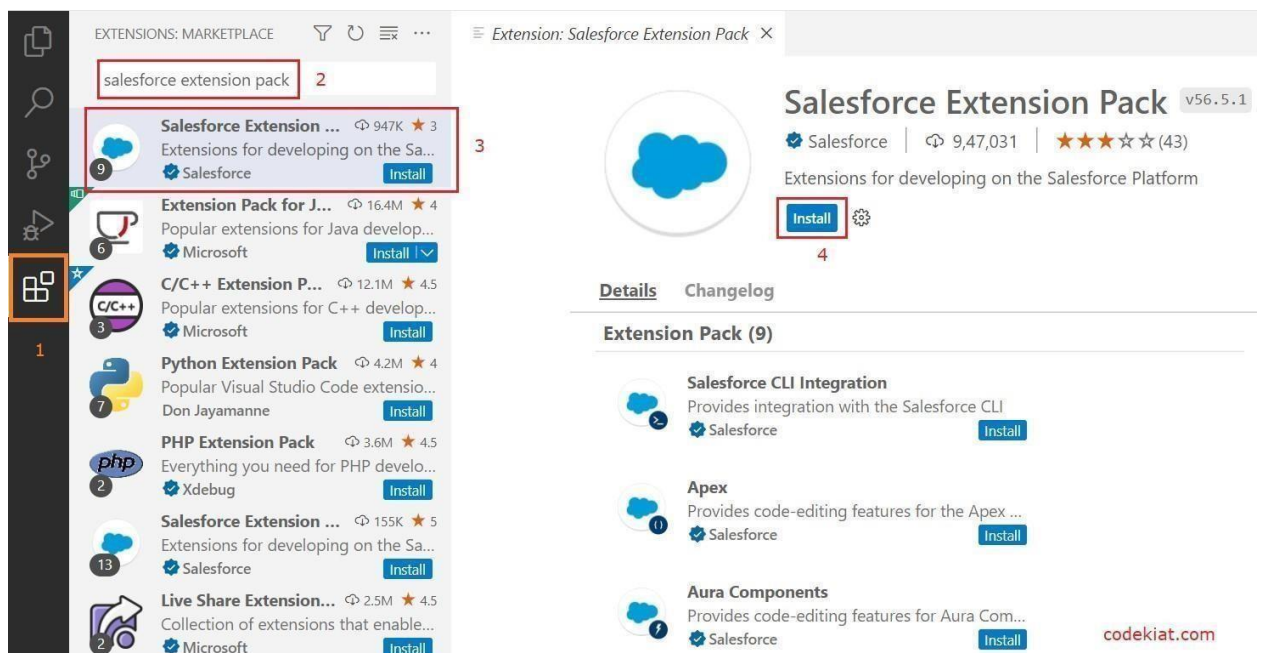 EXTENSIONS: MARKETPLACE
salesforce extension pack 2
Salesforce Extension ... 947K ★ 3
Extensions for developing on the Sa...
9
Salesforce Install
3
Extension Pack for J... 16.4M ★ 4
Popular extensions for Java develop...
6
Microsoft Install
C/C++ Extension P... 12.1M ★ 4.5
C/C++
Popular extensions for C++ develop...
3
Microsoft Install
1
Python Extension Pack 4.2M ★ 4
Popular Visual Studio Code extensio...
7
Don Jayamanne Install
PHP Extension Pack 3.6M ★ 4.5
php
Everything you need for PHP develo...
2
Xdebug Install
Salesforce Extension ... 155K ★ 5
Extensions for developing on the Sa...
13
Salesforce Install
Live Share Extension... 2.5M ★ 4.5
Collection of extensions that enable...
2
Microsoft Install
Extension: Salesforce Extension Pack ×
Salesforce Extension Pack v56.5.1
Salesforce | 9,47,031 | ★★★☆☆(43)
Extensions for developing on the Salesforce Platform
Install
4
Details Changelog
Extension Pack (9)
Salesforce CLI Integration
Provides integration with the Salesforce CLI
Salesforce Install
Apex
Provides code-editing features for the Apex ...
Salesforce Install
Aura Components
Provides code-editing features for Aura Com...
Salesforce Install
codekiat.com